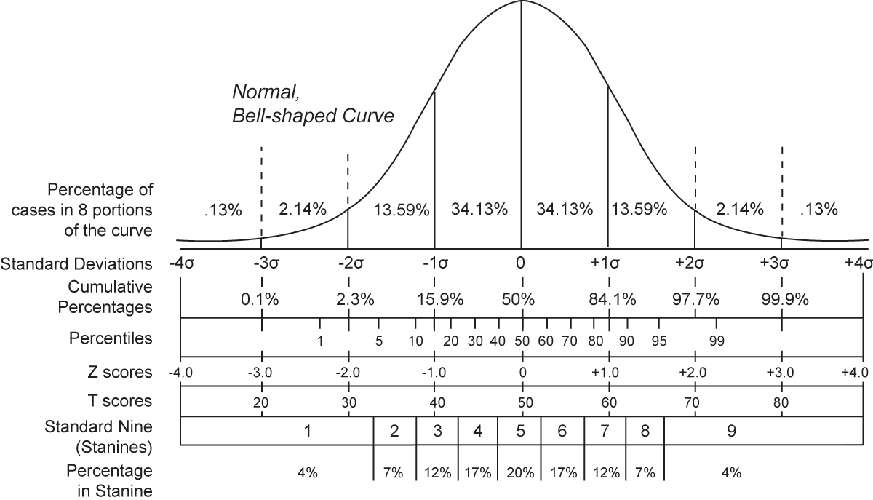 Normal,
Bell-shaped Curve
Percentage of
cases in 8 portions
of the curve
.13% 2.14% 13.59% 34.13% 34.13% 13.59% 2.14% .13%
Standard Deviations -4σ -3σ -2σ -1σ 0 +1σ +2σ +3σ +4σ
Cumulative
Percentages 0.1% 2.3% 15.9% 50% 84.1% 97.7% 99.9%
Percentiles 1 5 10 20 30 40 50 60 70 80 90 95 99
Z scores -4.0 -3.0 -2.0 -1.0 0 +1.0 +2.0 +3.0 +4.0
T scores 20 30 40 50 60 70 80
Standard Nine
(Stanines) 1 2 3 4 5 6 7 8 9
Percentage
in Stanine 4% 7% 12% 17% 20% 17% 12% 7% 4%